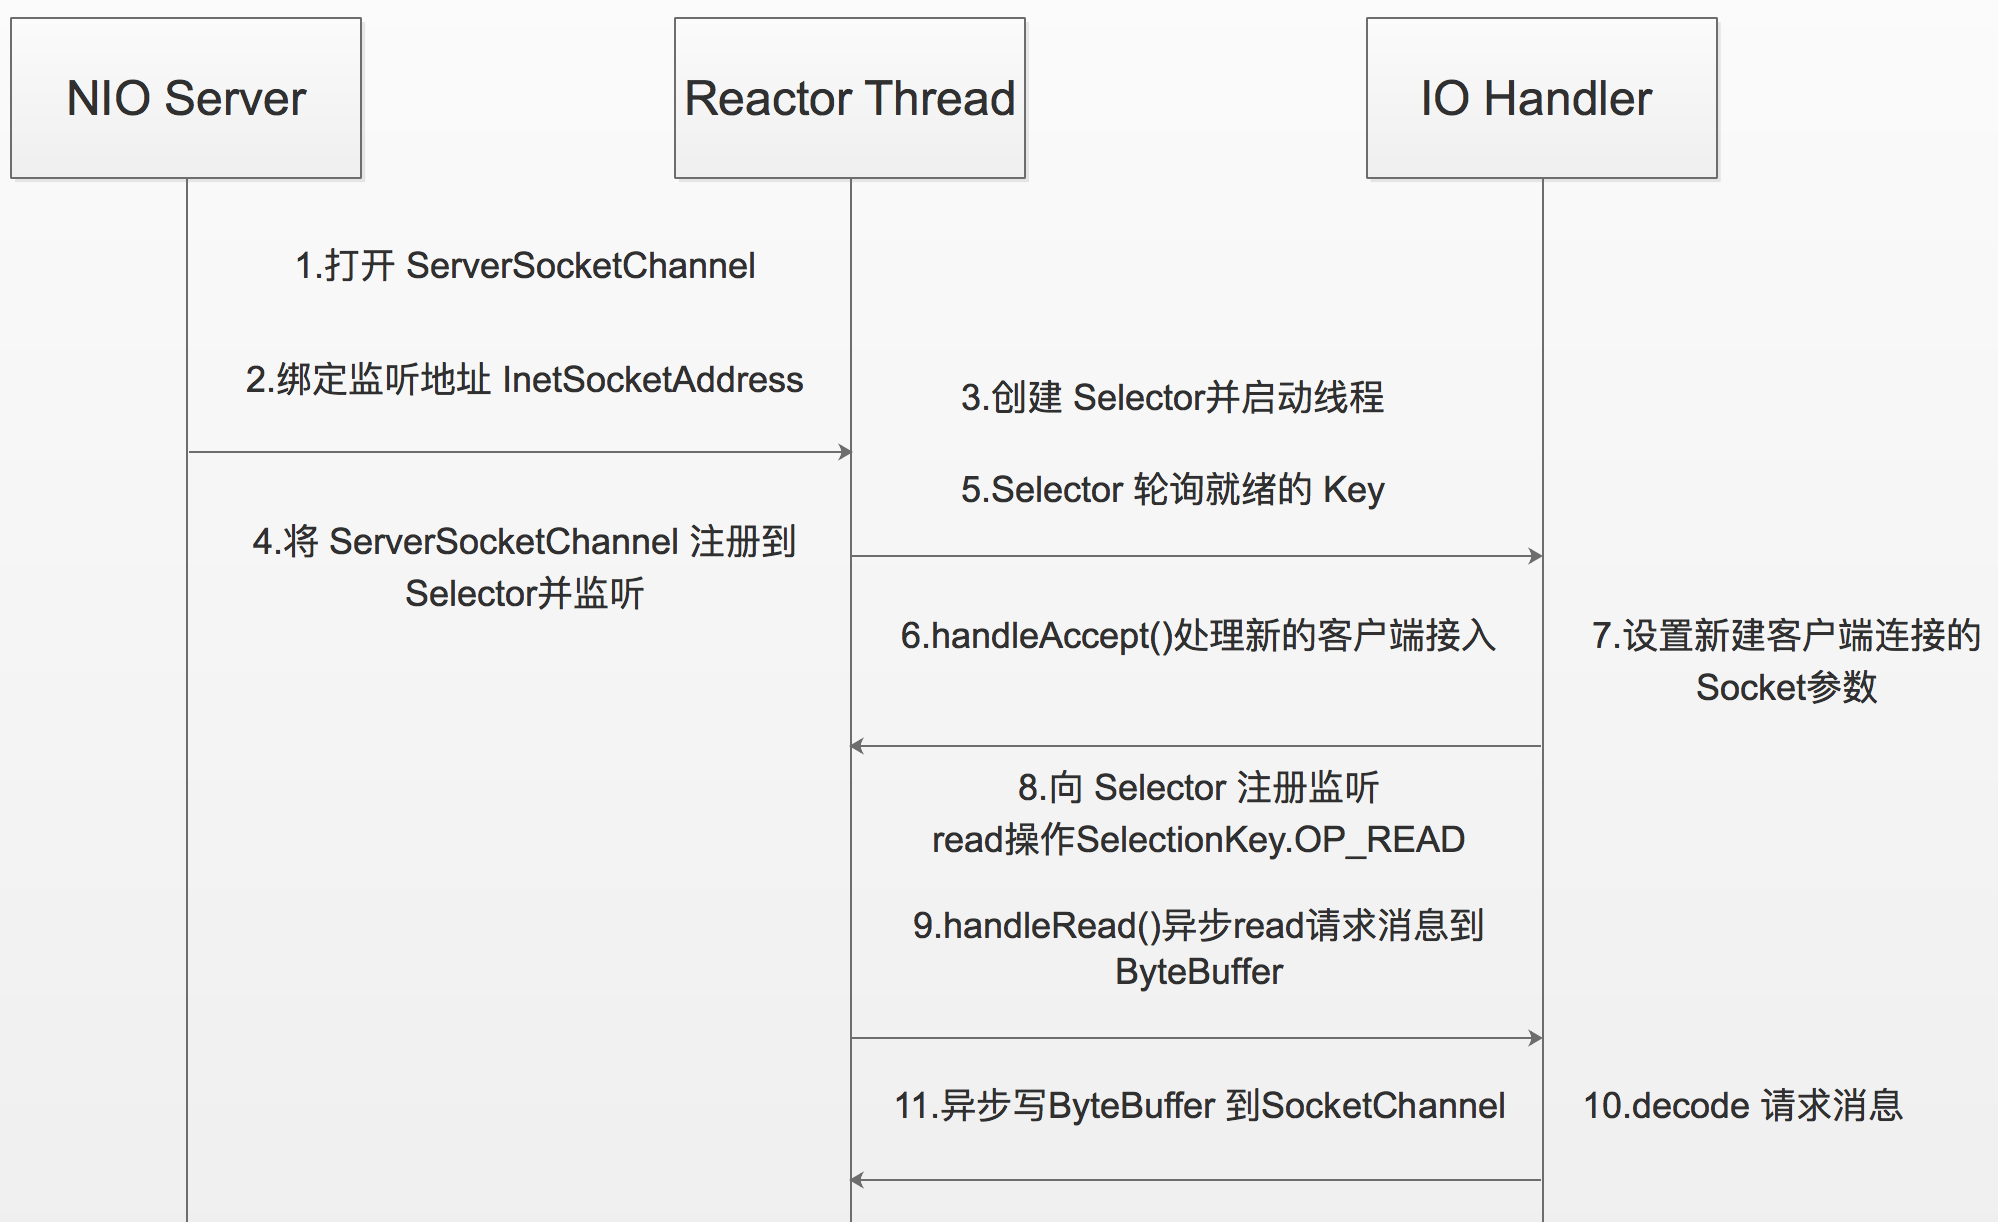 NIO Server
Reactor Thread
IO Handler
1.打开 ServerSocketChannel
2.绑定监听地址 InetSocketAddress
3.创建 Selector并启动线程
4.将 ServerSocketChannel 注册到
Selector并监听
5.Selector 轮询就绪的 Key
6.handleAccept()处理新的客户端接入
7.设置新建客户端连接的
Socket参数
8.向 Selector 注册监听
read操作SelectionKey.OP_READ
9.handleRead()异步read请求消息到
ByteBuffer
10.decode 请求消息
11.异步写ByteBuffer 到SocketChannel